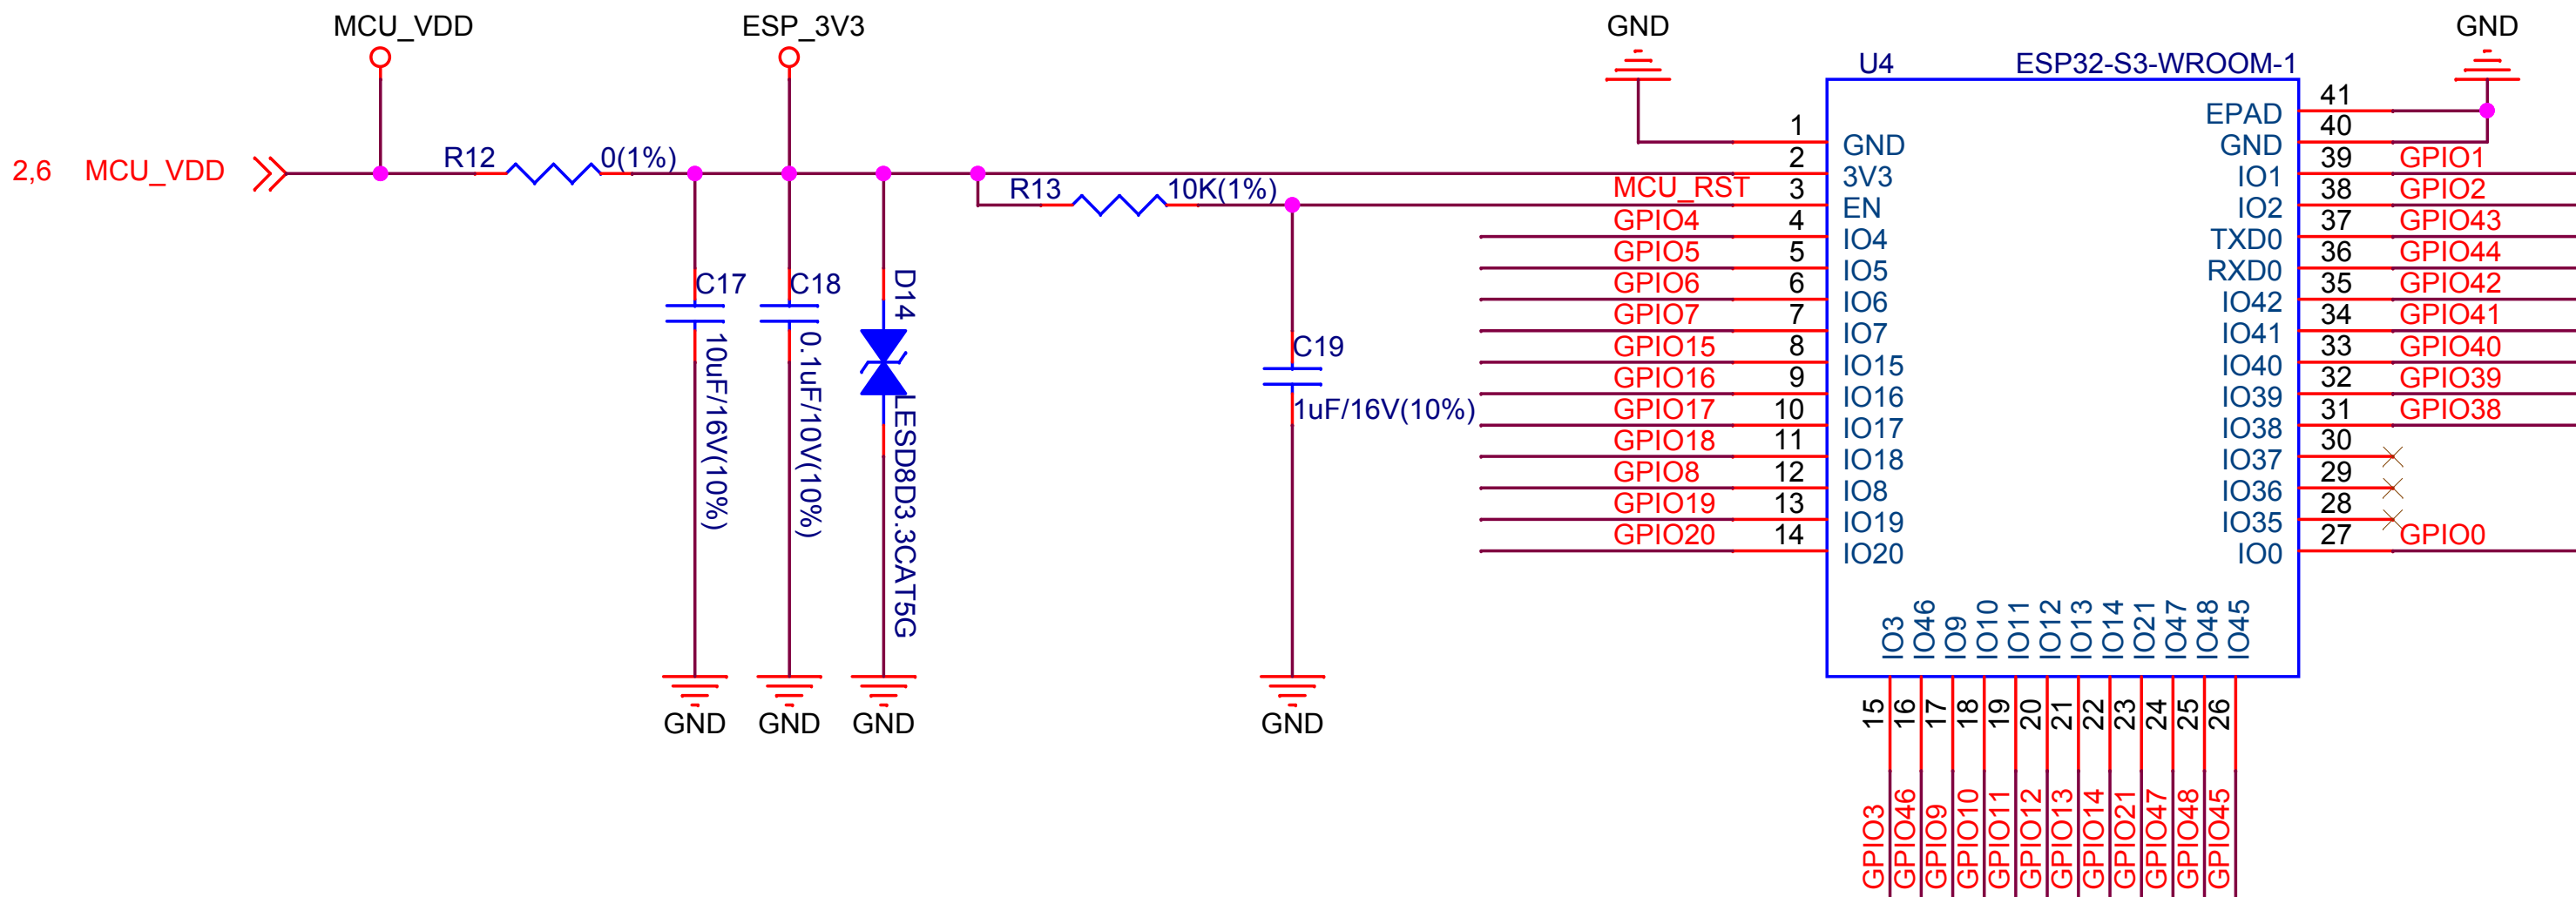 MCU_VDD
ESP_3V3
2,6 MCU_VDD
R12 0(1%)
R13 10K(1%)
C17
10uF/16V(10%)
C18
0.1uF/10V(10%)
D14
LESD8D3.3CAT5G
C19
1uF/16V(10%)
GND
GND
GND
GND
GND
GND
U4 ESP32-S3-WROOM-1
1 GND
2 3V3
MCU_RST 3 EN
GPIO4 4 IO4
GPIO5 5 IO5
GPIO6 6 IO6
GPIO7 7 IO7
GPIO15 8 IO15
GPIO16 9 IO16
GPIO17 10 IO17
GPIO18 11 IO18
GPIO8 12 IO8
GPIO19 13 IO19
GPIO20 14 IO20
EPAD 41
GND 40
IO1 39 GPIO1
IO2 38 GPIO2
TXD0 37 GPIO43
RXD0 36 GPIO44
IO42 35 GPIO42
IO41 34 GPIO41
IO40 33 GPIO40
IO39 32 GPIO39
IO38 31 GPIO38
IO37 30
IO36 29
IO35 28
IO0 27 GPIO0
IO3 15 GPIO3
IO46 16 GPIO46
IO9 17 GPIO9
IO10 18 GPIO10
IO11 19 GPIO11
IO12 20 GPIO12
IO13 21 GPIO13
IO14 22 GPIO14
IO21 23 GPIO21
IO47 24 GPIO47
IO48 25 GPIO48
IO45 26 GPIO45